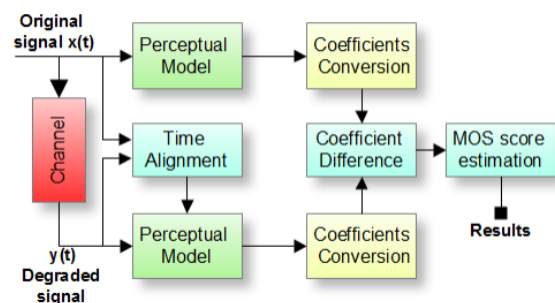 Original
signal x(t)
Perceptual
Model
Coefficients
Conversion
Channel
Time
Alignment
Coefficient
Difference
MOS score
estimation
y(t)
Degraded
signal
Perceptual
Model
Coefficients
Conversion
Results